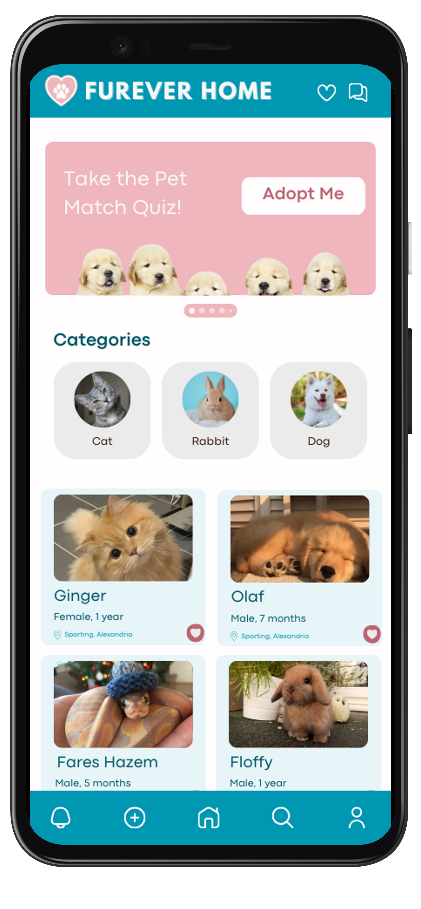 FUREVER HOME
Take the Pet
Match Quiz!
Adopt Me
Categories
Cat
Rabbit
Dog
Ginger
Female, 1 year
Sporting, Alexandria
Olaf
Male, 7 months
Sporting, Alexandria
Fares Hazem
Male, 5 months
Floffy
Male, 1 year